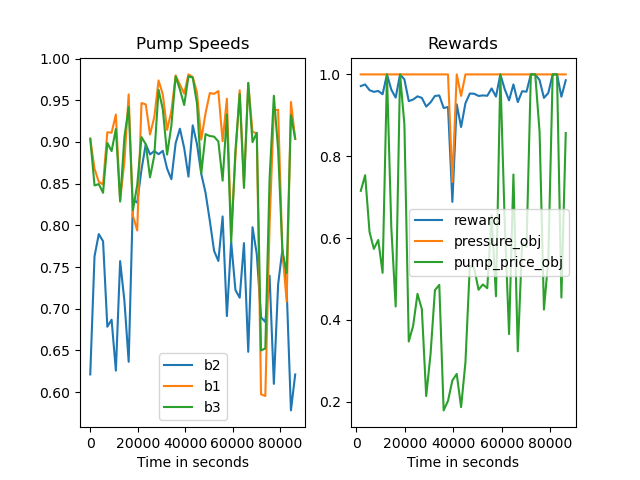 Pump Speeds
1.00
0.95
0.90
0.85
0.80
0.75
0.70
0.65
0.60
b2
b1
b3
0 20000 40000 60000 80000
Time in seconds
Rewards
1.0
0.8
0.6
0.4
0.2
reward
pressure_obj
pump_price_obj
0 20000 40000 60000 80000
Time in seconds